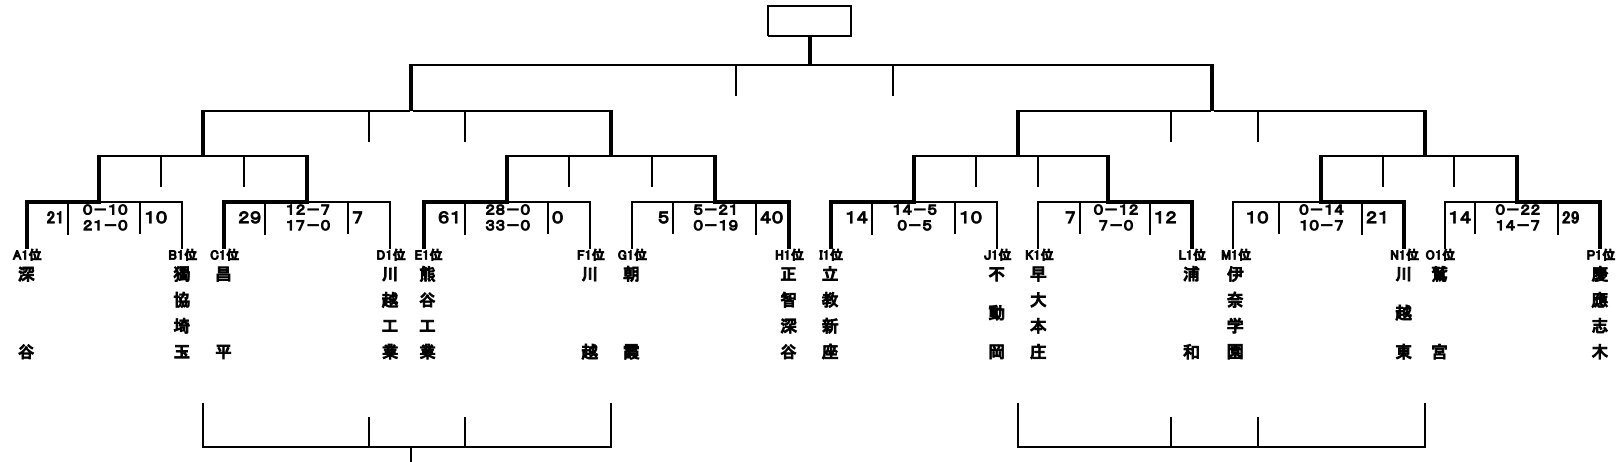 21 0－10 10 29 12－7 7 61 28－0 0 5 5－21 40 14 14－5 10 7 0－12 12 10 0－14 21 14 0－22 29
21－0 17－0 33－0 0－19 0－5 7－0 10－7 14－7
A1位 B1位 C1位 D1位 E1位 F1位 G1位 H1位 I1位 J1位 K1位 L1位 M1位 N1位 O1位 P1位
深谷
獨協埼玉
昌平
川越工業
熊谷工業
川越
朝霞
正智深谷
立教新座
不動岡
早大本庄
浦和
伊奈学園
川越東
鷲宮
慶應志木